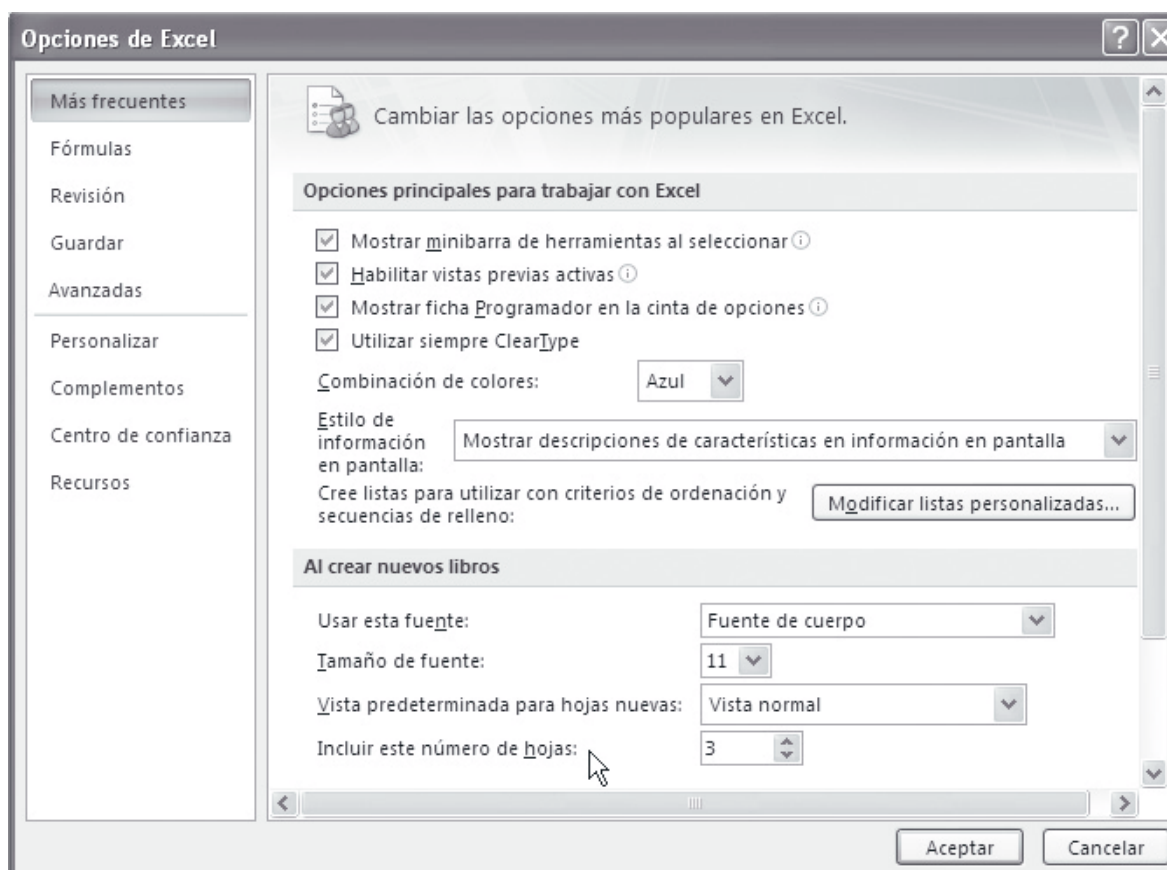 Opciones de Excel
Más frecuentes
Fórmulas
Revisión
Guardar
Avanzadas
Personalizar
Complementos
Centro de confianza
Recursos
Cambiar las opciones más populares en Excel.
Opciones principales para trabajar con Excel
Mostrar minibarra de herramientas al seleccionar
Habilitar vistas previas activas
Mostrar ficha Programador en la cinta de opciones
Utilizar siempre ClearType
Combinación de colores: Azul
Estilo de
información
en pantalla:
Mostrar descripciones de características en información en pantalla
Cree listas para utilizar con criterios de ordenación y
secuencias de relleno:
Modificar listas personalizadas...
Al crear nuevos libros
Usar esta fuente: Fuente de cuerpo
Tamaño de fuente: 11
Vista predeterminada para hojas nuevas: Vista normal
Incluir este número de hojas: 3
Aceptar Cancelar